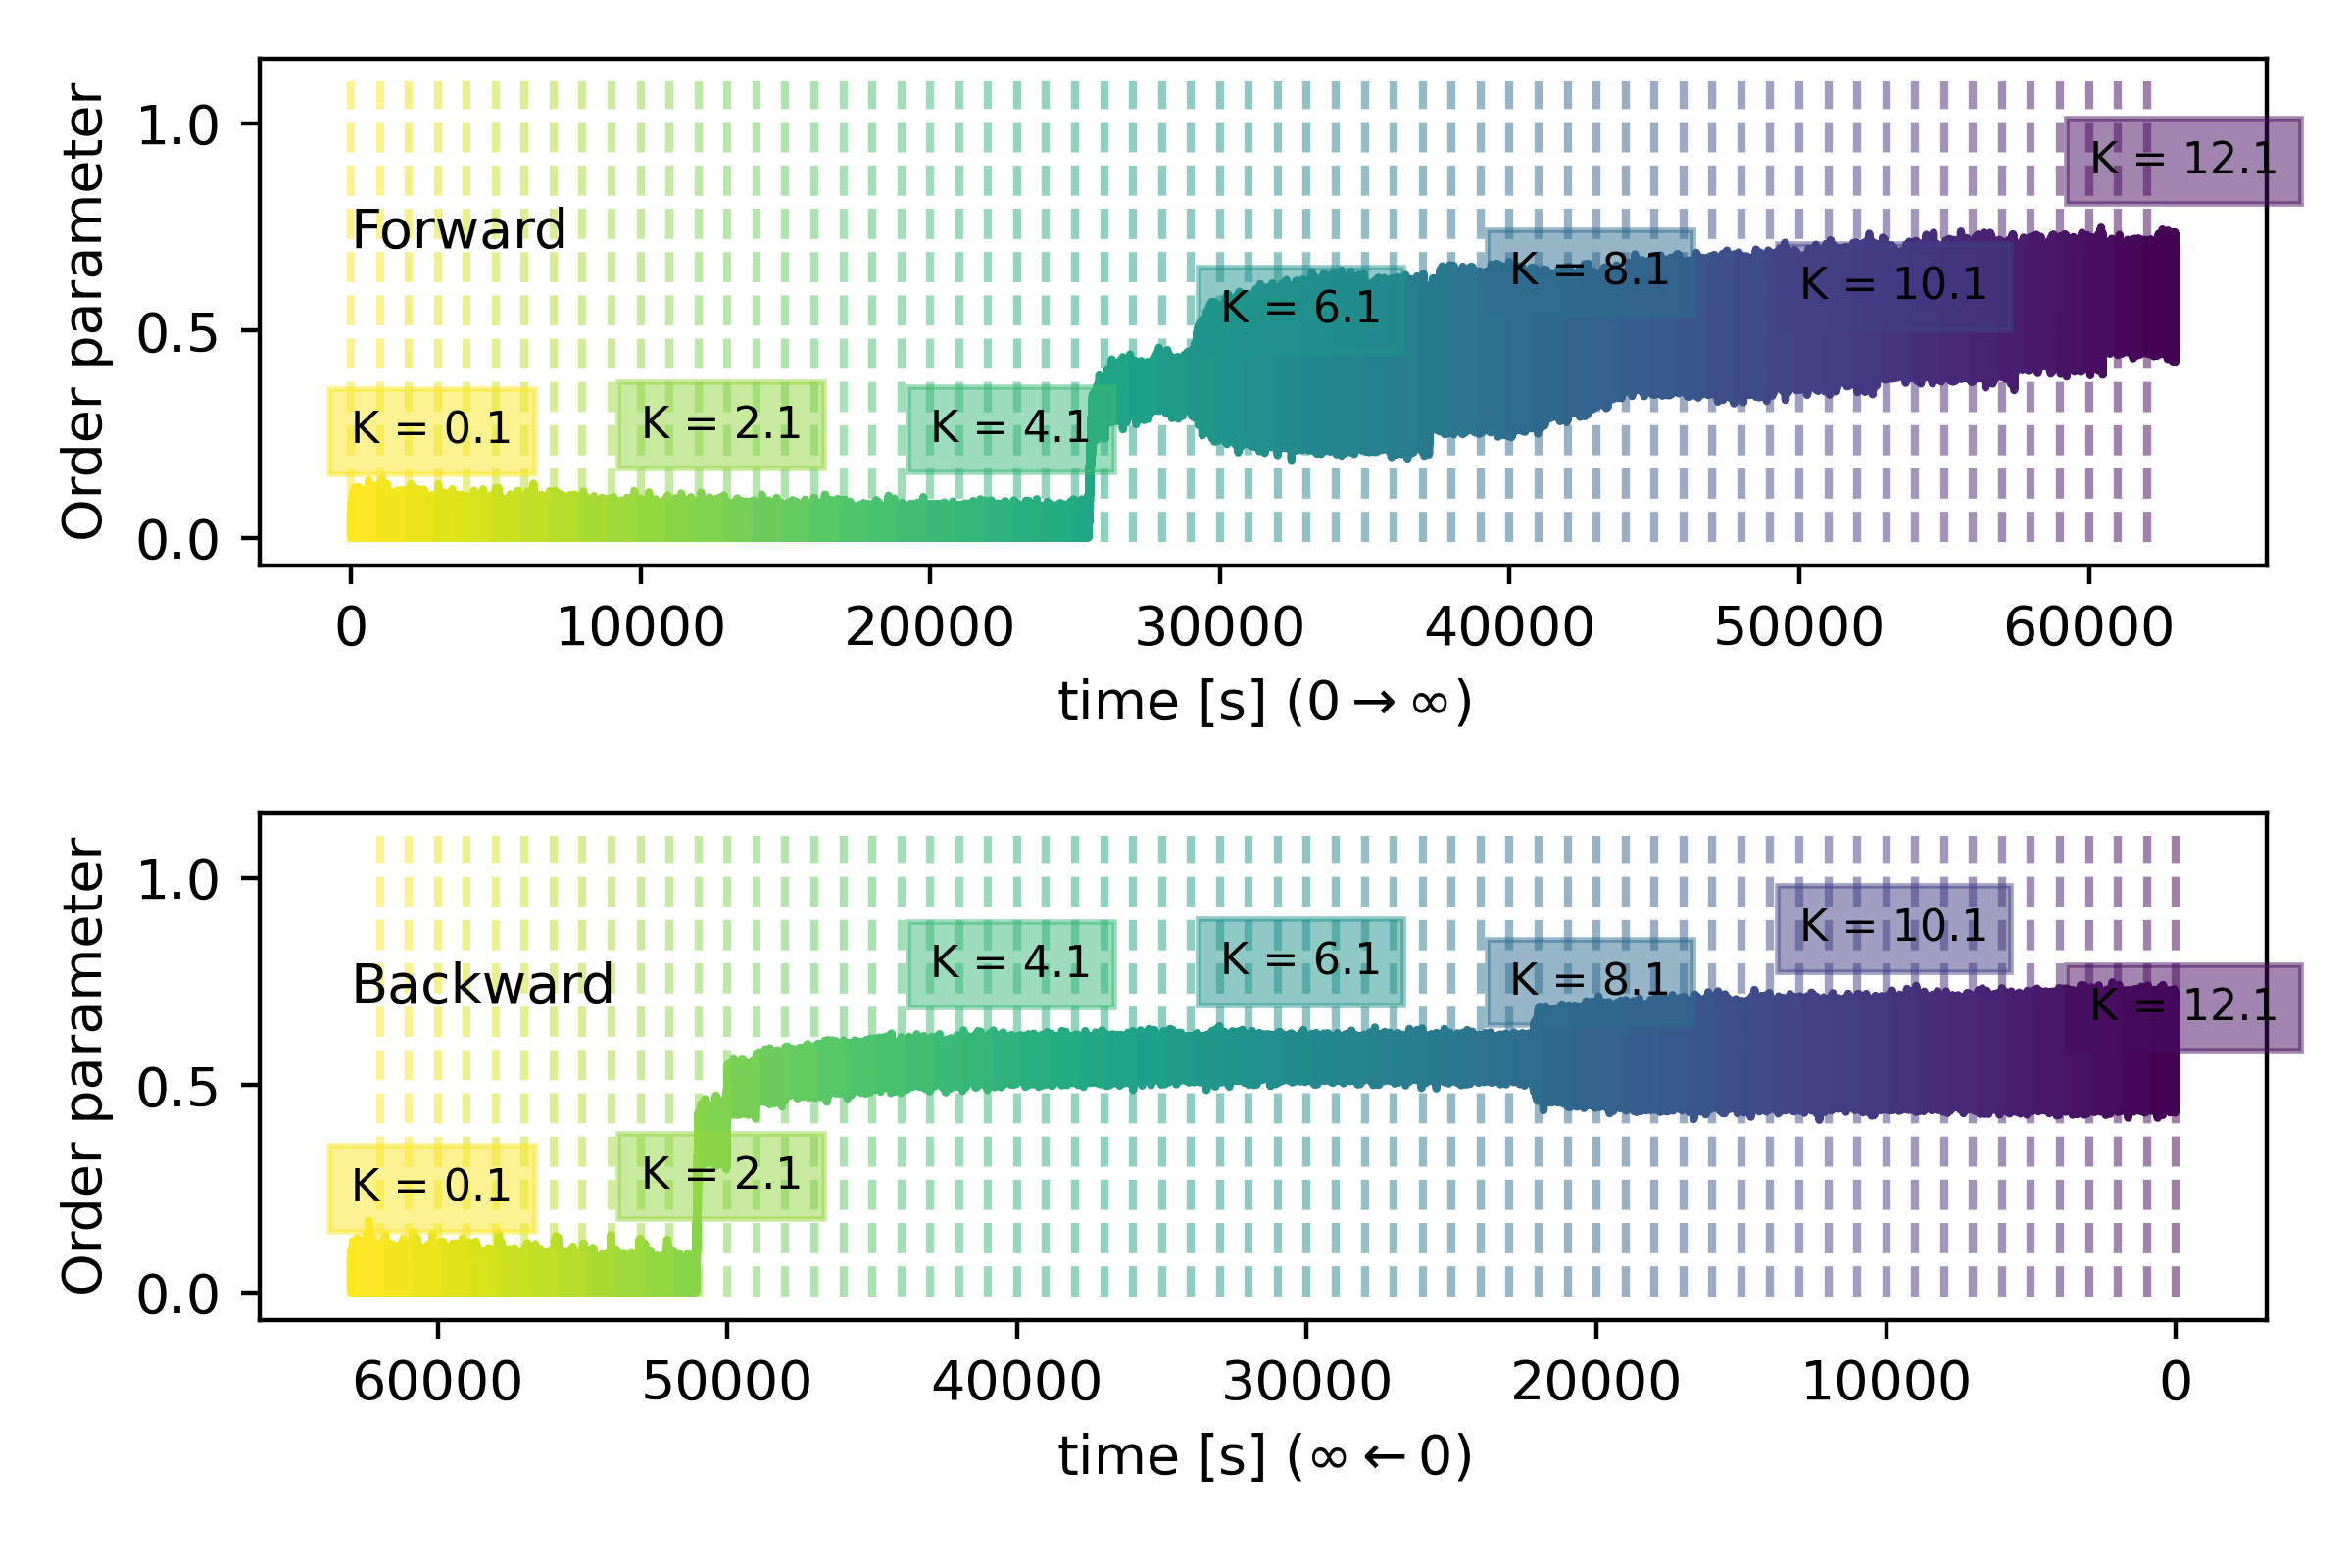 Order parameter
1.0
0.5
0.0
Forward
K = 0.1
K = 2.1
K = 4.1
K = 6.1
K = 8.1
K = 10.1
K = 12.1
0 10000 20000 30000 40000 50000 60000
time [s] (0 → ∞)
Order parameter
1.0
0.5
0.0
Backward
K = 0.1
K = 2.1
K = 4.1
K = 6.1
K = 8.1
K = 10.1
K = 12.1
60000 50000 40000 30000 20000 10000 0
time [s] (∞ ← 0)